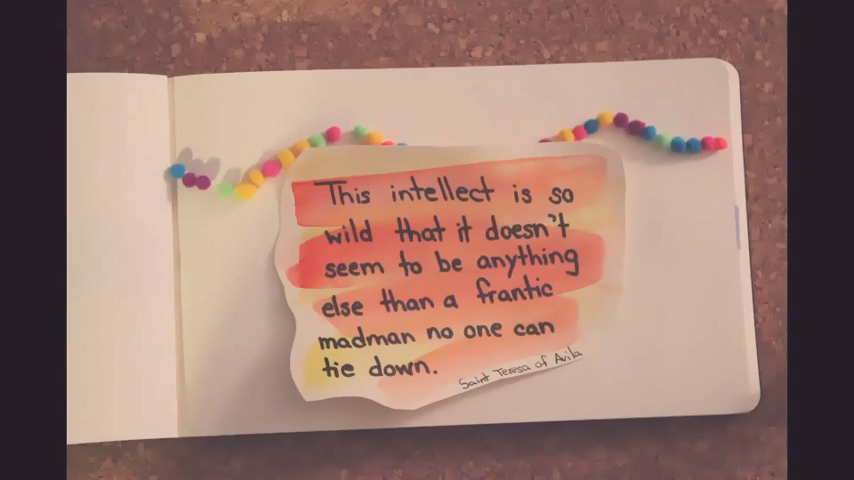 This intellect is so
wild that it doesn't
seem to be anything
else than a frantic
madman no one can
tie down.
Saint Teresa of Avila